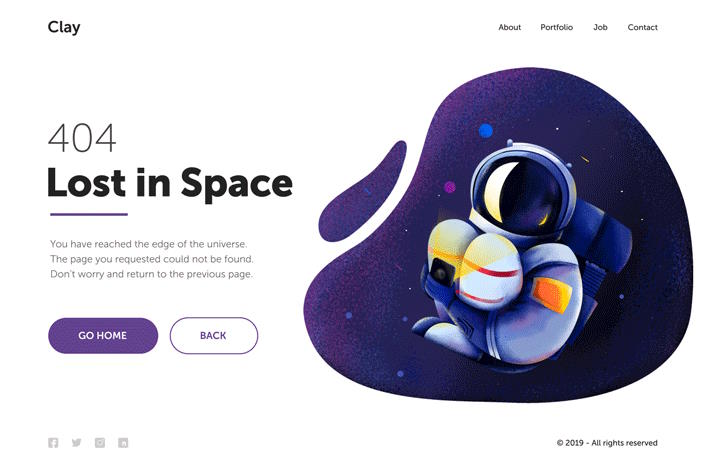 Clay
About Portfolio Job Contact
404
Lost in Space
You have reached the edge of the universe.
The page you requested could not be found.
Don't worry and return to the previous page.
GO HOME BACK
© 2019 - All rights reserved